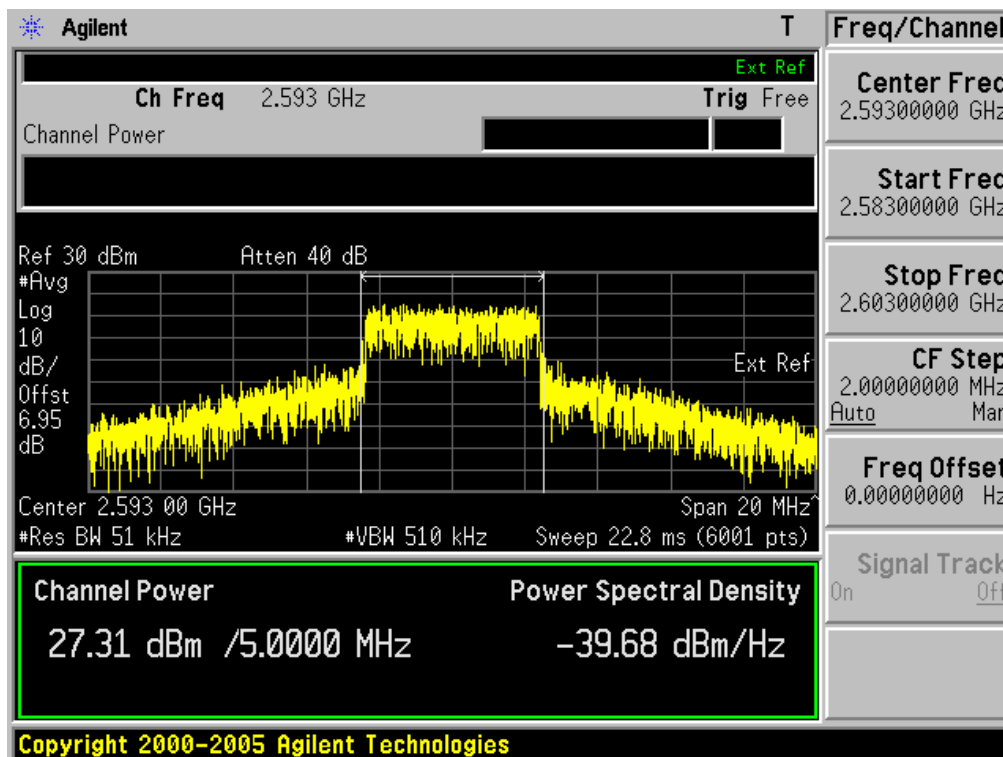 Agilent T
Freq/Channel
Ext Ref
Ch Freq 2.593 GHz Trig Free
Channel Power
Center Freq
2.59300000 GHz
Start Freq
2.58300000 GHz
Stop Freq
2.60300000 GHz
CF Step
2.00000000 MHz
Auto Man
Freq Offset
0.00000000 Hz
Signal Track
On Off
Ref 30 dBm Atten 40 dB
#Avg
Log
10
dB/
Offst
6.95
dB
Ext Ref
Center 2.593 00 GHz Span 20 MHz^
#Res BW 51 kHz #VBW 510 kHz Sweep 22.8 ms (6001 pts)
Channel Power Power Spectral Density
27.31 dBm /5.0000 MHz -39.68 dBm/Hz
Copyright 2000-2005 Agilent Technologies